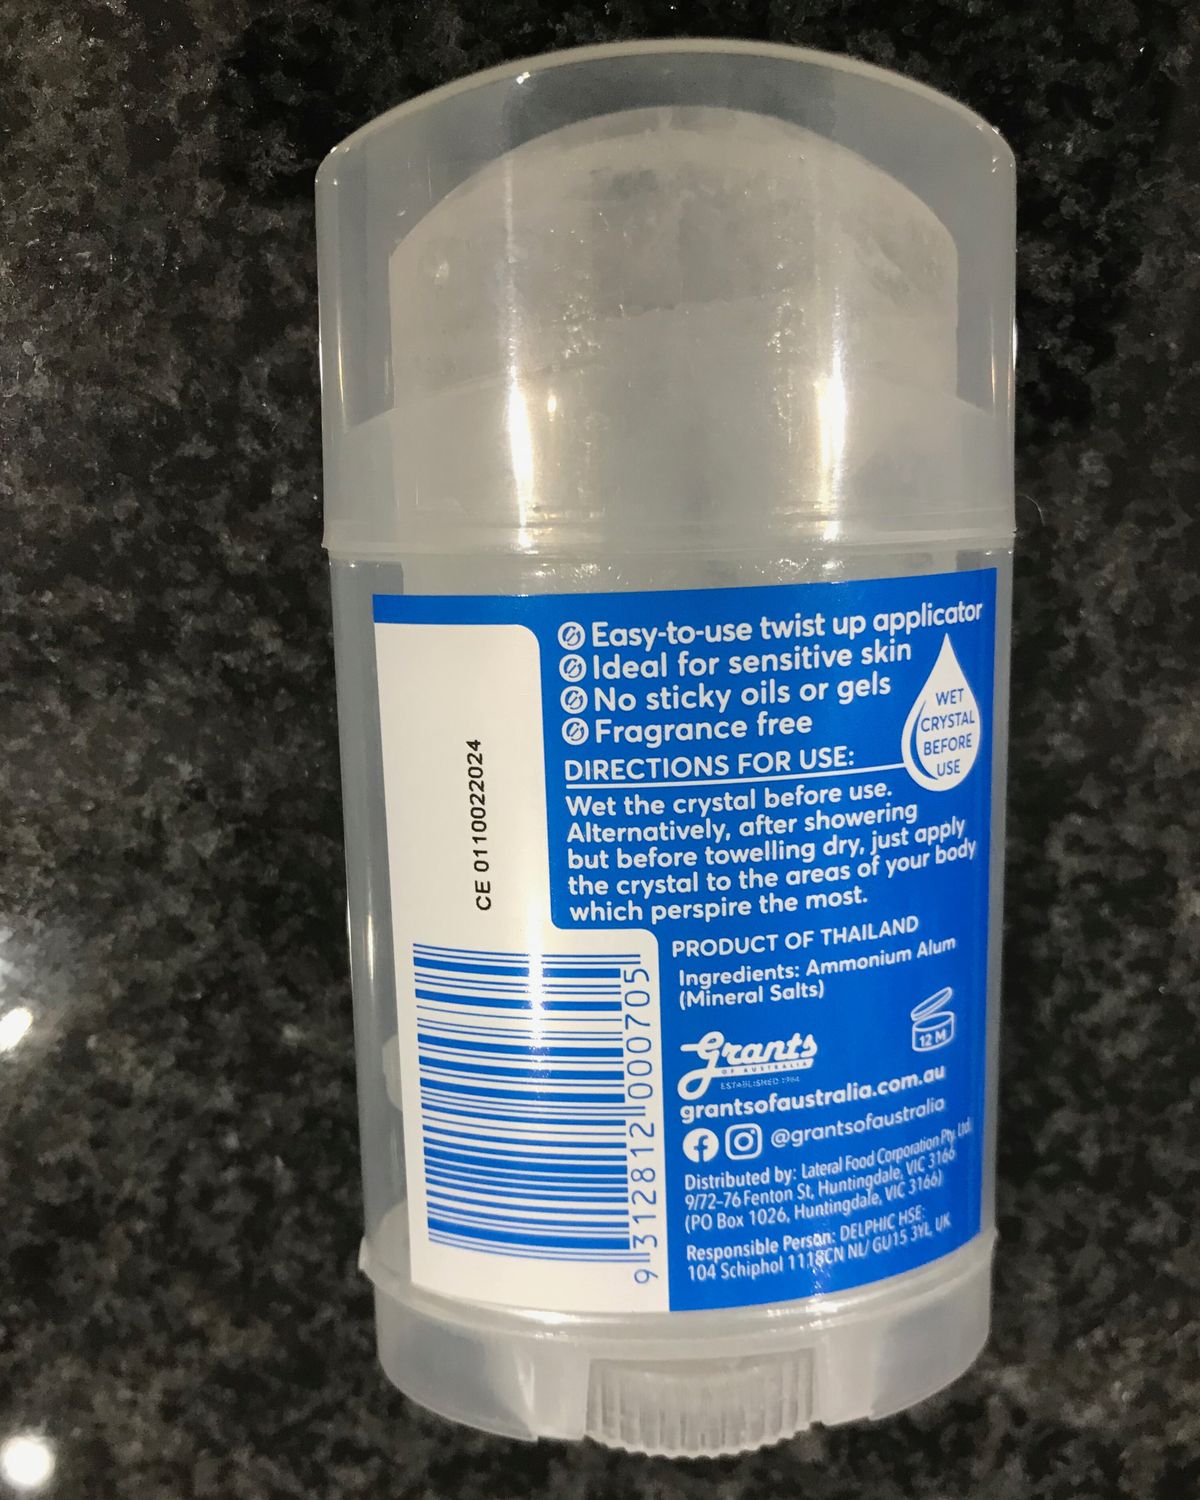 Easy-to-use twist up applicator
Ideal for sensitive skin
No sticky oils or gels
Fragrance free
WET
CRYSTAL
BEFORE
USE
DIRECTIONS FOR USE:
Wet the crystal before use.
Alternatively, after showering
but before towelling dry, just apply
the crystal to the areas of your body
which perspire the most.
CE 0110022024
PRODUCT OF THAILAND
Ingredients: Ammonium Alum
(Mineral Salts)
12 M
Grants
OF AUSTRALIA
ESTABLISHED 1984
grantsofaustralia.com.au
@grantsofaustralia
Distributed by: Lateral Food Corporation Pty. Ltd.
9/72-76 Fenton St, Huntingdale, VIC 3166
(PO Box 1026, Huntingdale, VIC 3166)
Responsible Person: DELPHIC HSE:
104 Schiphol 1118CN NL/ GU15 3YL, UK
9 312812 000705